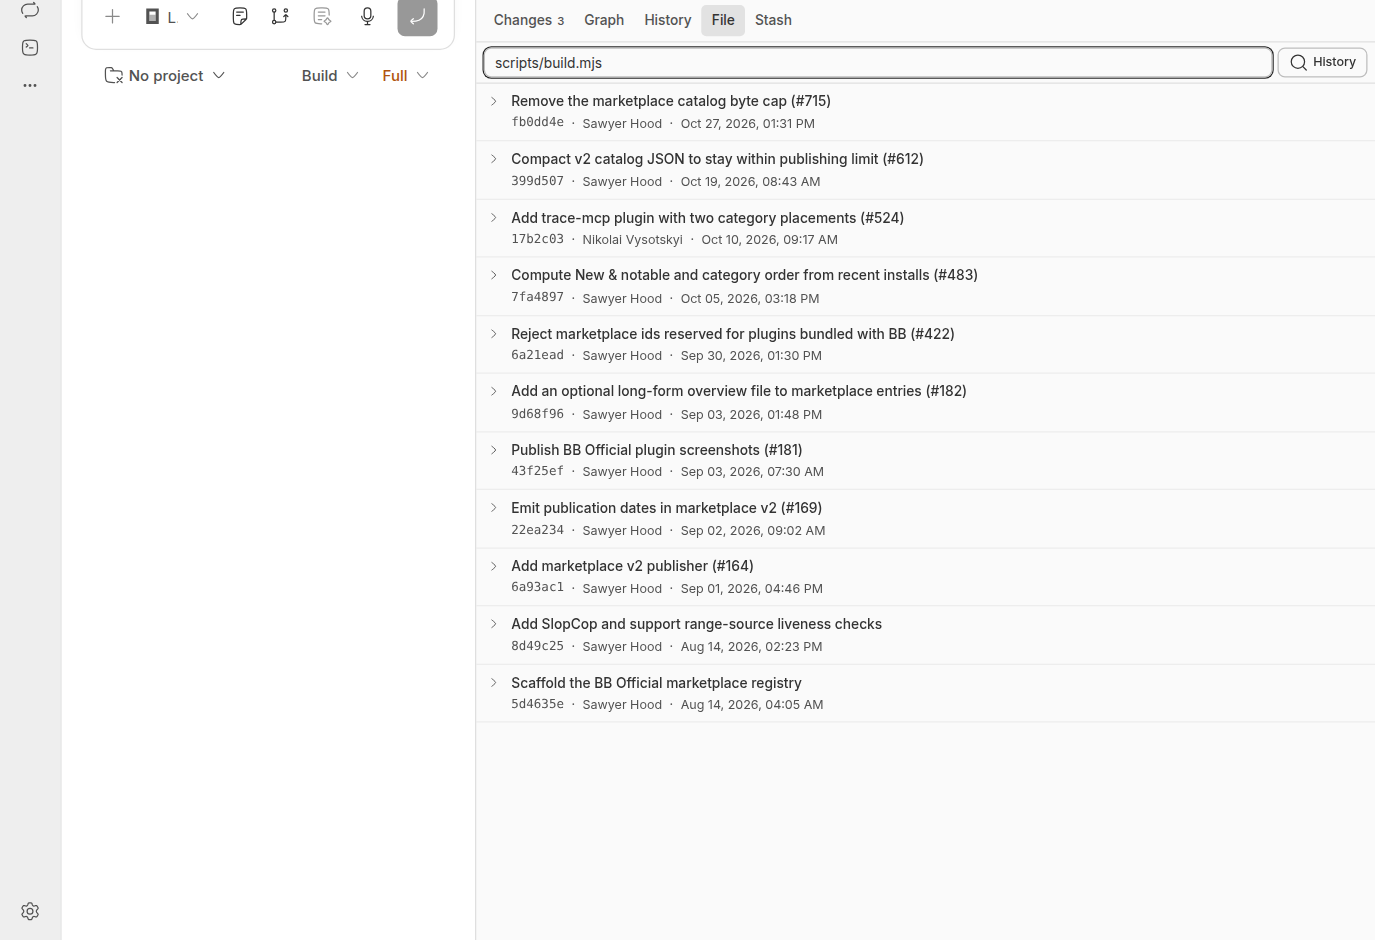 L.
No project
Build
Full
Changes 3
Graph
History
File
Stash
scripts/build.mjs
History
Remove the marketplace catalog byte cap (#715)
fb0dd4e · Sawyer Hood · Oct 27, 2026, 01:31 PM
Compact v2 catalog JSON to stay within publishing limit (#612)
399d507 · Sawyer Hood · Oct 19, 2026, 08:43 AM
Add trace-mcp plugin with two category placements (#524)
17b2c03 · Nikolai Vysotskyi · Oct 10, 2026, 09:17 AM
Compute New & notable and category order from recent installs (#483)
7fa4897 · Sawyer Hood · Oct 05, 2026, 03:18 PM
Reject marketplace ids reserved for plugins bundled with BB (#422)
6a21ead · Sawyer Hood · Sep 30, 2026, 01:30 PM
Add an optional long-form overview file to marketplace entries (#182)
9d68f96 · Sawyer Hood · Sep 03, 2026, 01:48 PM
Publish BB Official plugin screenshots (#181)
43f25ef · Sawyer Hood · Sep 03, 2026, 07:30 AM
Emit publication dates in marketplace v2 (#169)
22ea234 · Sawyer Hood · Sep 02, 2026, 09:02 AM
Add marketplace v2 publisher (#164)
6a93ac1 · Sawyer Hood · Sep 01, 2026, 04:46 PM
Add SlopCop and support range-source liveness checks
8d49c25 · Sawyer Hood · Aug 14, 2026, 02:23 PM
Scaffold the BB Official marketplace registry
5d4635e · Sawyer Hood · Aug 14, 2026, 04:05 AM